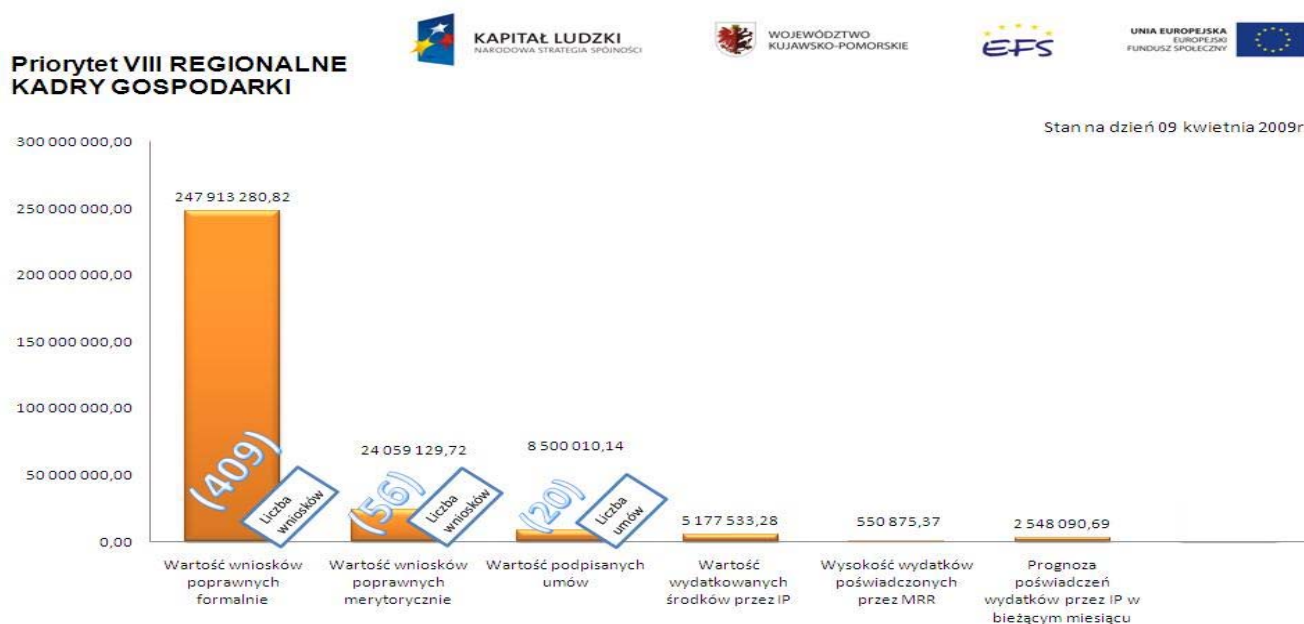 KAPITAŁ LUDZKI
NARODOWA STRATEGIA SPÓJNOŚCI
WOJEWÓDZTWO
KUJAWSKO-POMORSKIE
EFS
UNIA EUROPEJSKA
EUROPEJSKI
FUNDUSZ SPOŁECZNY
Priorytet VIII REGIONALNE
KADRY GOSPODARKI
Stan na dzień 09 kwietnia 2009r
300 000 000,00
250 000 000,00
200 000 000,00
150 000 000,00
100 000 000,00
50 000 000,00
0,00
247 913 280,82
24 059 129,72
8 500 010,14
5 177 533,28
550 875,37
2 548 090,69
(409)
Liczba
wniosków
(56)
Liczba
wniosków
(20)
Liczba
umów
Wartość wniosków
poprawnych
formalnie
Wartość wniosków
poprawnych
merytorycznie
Wartość podpisanych
umów
Wartość
wydatkowanych
środków przez IP
Wysokość wydatków
poświadczonych
przez MRR
Prognoza
poświadczeń
wydatków przez IP w
bieżącym miesiącu